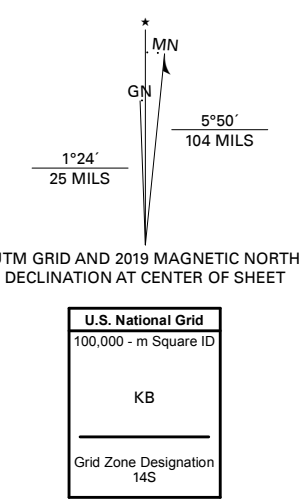 ★
MN
GN
5°50´
104 MILS
1°24´
25 MILS
UTM GRID AND 2019 MAGNETIC NORTH
DECLINATION AT CENTER OF SHEET
U.S. National Grid
100,000 - m Square ID
KB
Grid Zone Designation
14S